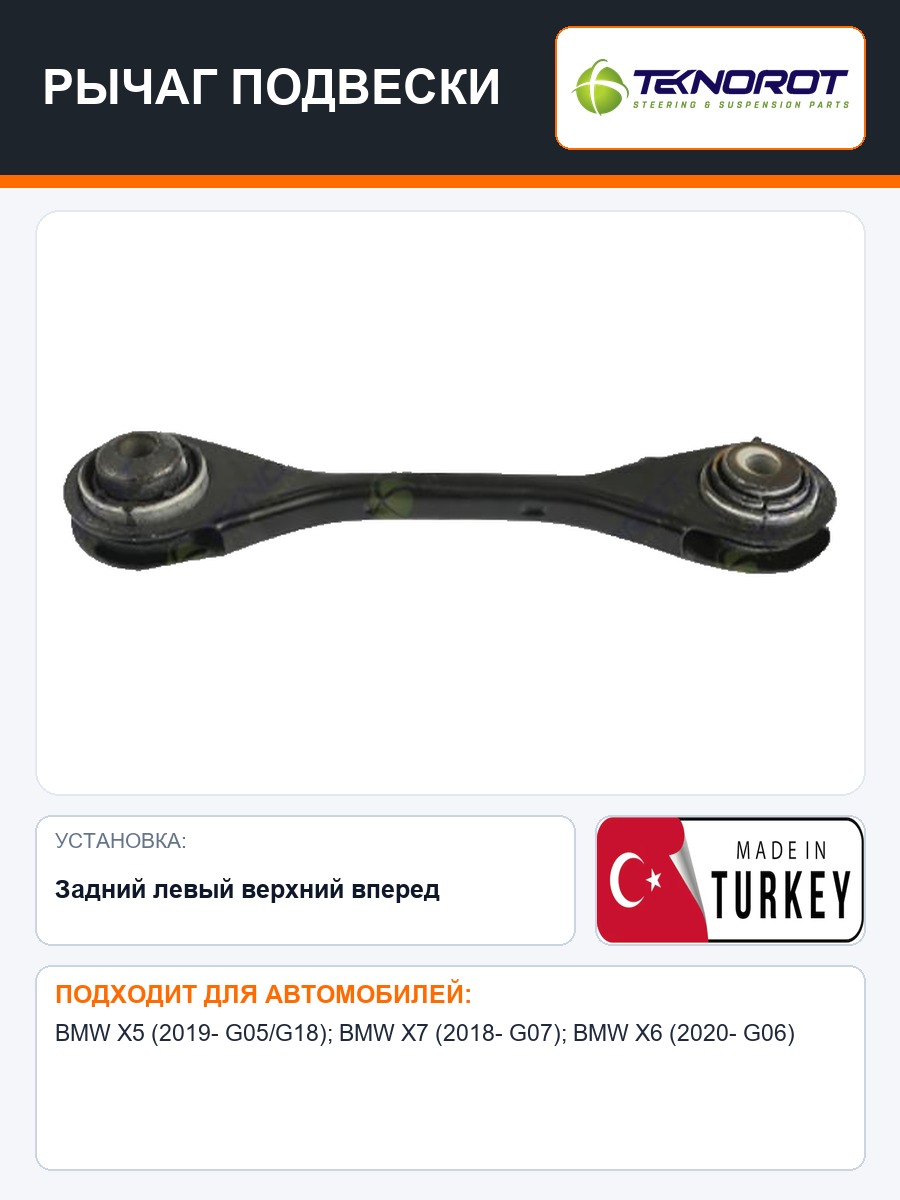 РЫЧАГ ПОДВЕСКИ
TEKNOROT
STEERING & SUSPENSION PARTS
УСТАНОВКА:
Задний левый верхний вперед
MADE IN
TURKEY
ПОДХОДИТ ДЛЯ АВТОМОБИЛЕЙ:
BMW X5 (2019- G05/G18); BMW X7 (2018- G07); BMW X6 (2020- G06)